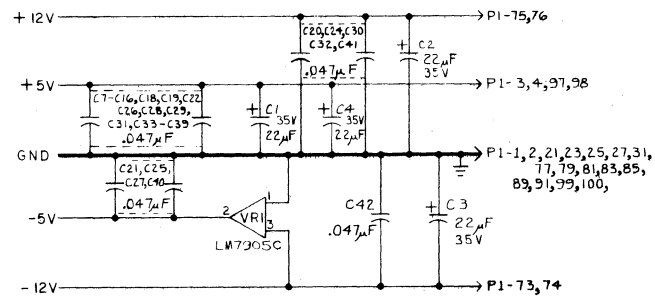 +12V
P1-75,76
C20,C24,C30
C32,C41
.047µF
+ C2
22µF
35V
+5V
P1-3,4,97,98
C7-C16,C18,C19,C22
C26,C28,C29,
C31,C33-C39
.047µF
+ C1
35V
22µF
+ C4
35V
22µF
GND
P1-1,2,21,23,25,27,31,
77,79,81,83,85,
89,91,99,100,
C21,C25,
C27,C40
.047µF
-5V
2
VR1
1
3
LM7905C
C42
.047µF
+ C3
22µF
35V
-12V
P1-73,74